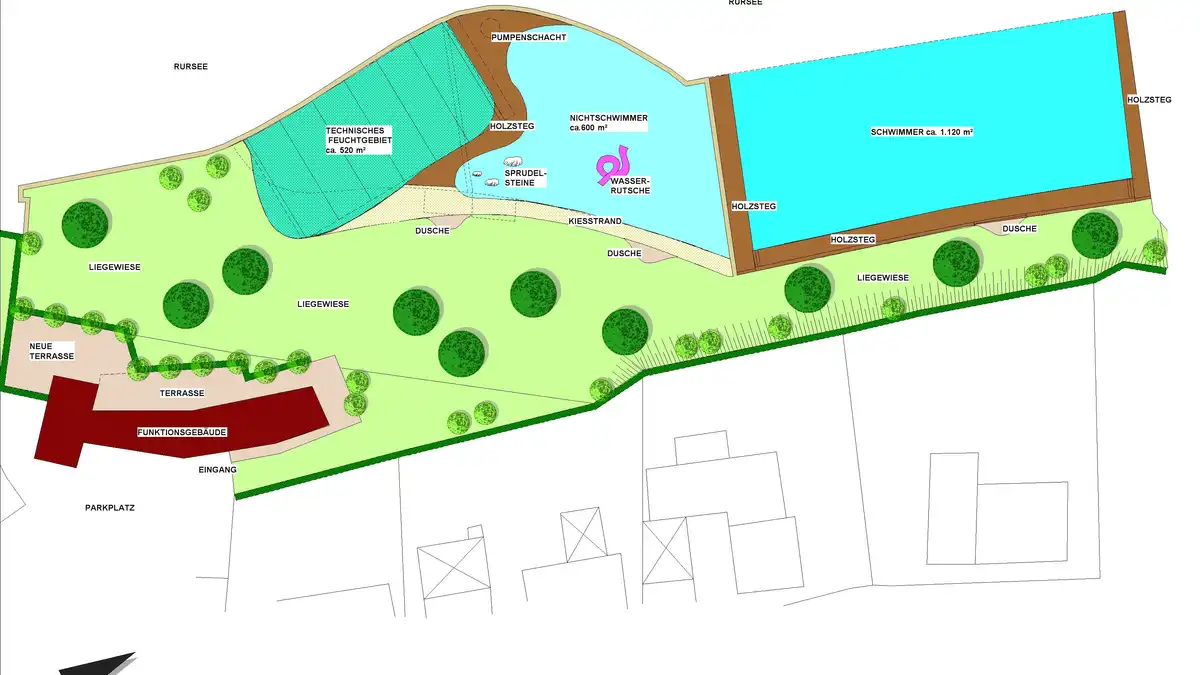 RURSEE
PUMPENSCHACHT
RURSEE
HOLZSTEG
NICHTSCHWIMMER
ca.600 m²
HOLZSTEG
TECHNISCHES
FEUCHTGEBIET
ca. 520 m²
SCHWIMMER ca. 1.120 m²
SPRUDEL-
STEINE
WASSER-
RUTSCHE
HOLZSTEG
KIESSTRAND
DUSCHE
DUSCHE
HOLZSTEG
DUSCHE
LIEGEWIESE
LIEGEWIESE
LIEGEWIESE
NEUE
TERRASSE
TERRASSE
FUNKTIONSGEBÄUDE
EINGANG
PARKPLATZ